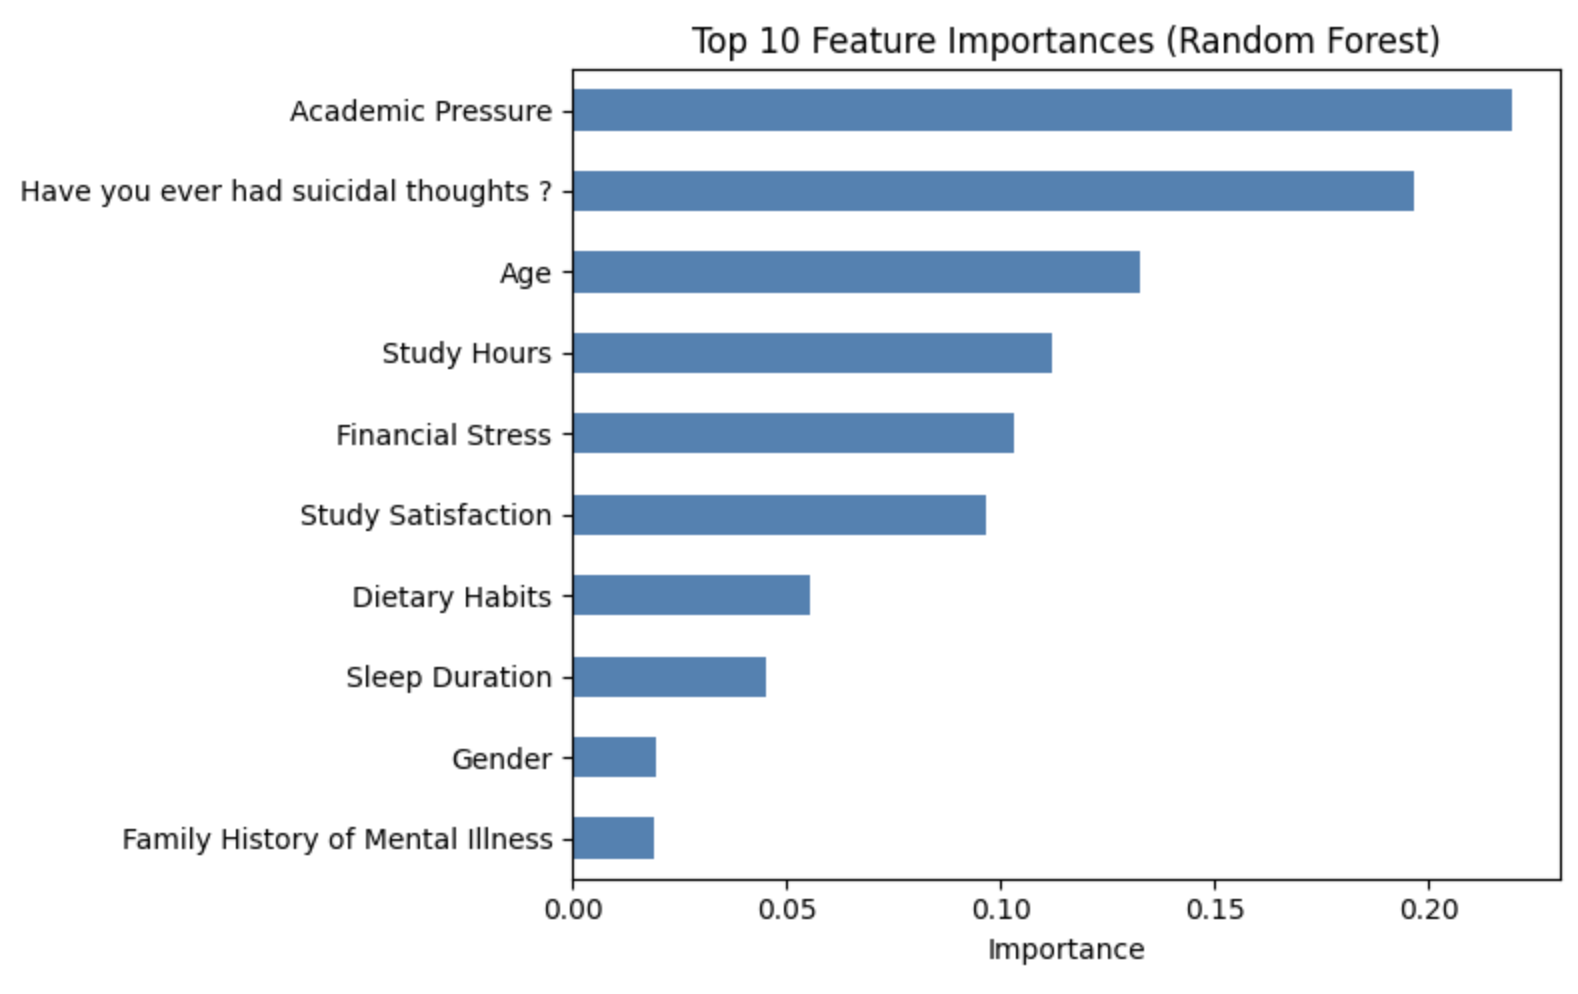 Top 10 Feature Importances (Random Forest)
Academic Pressure
Have you ever had suicidal thoughts ?
Age
Study Hours
Financial Stress
Study Satisfaction
Dietary Habits
Sleep Duration
Gender
Family History of Mental Illness
0.00 0.05 0.10 0.15 0.20
Importance